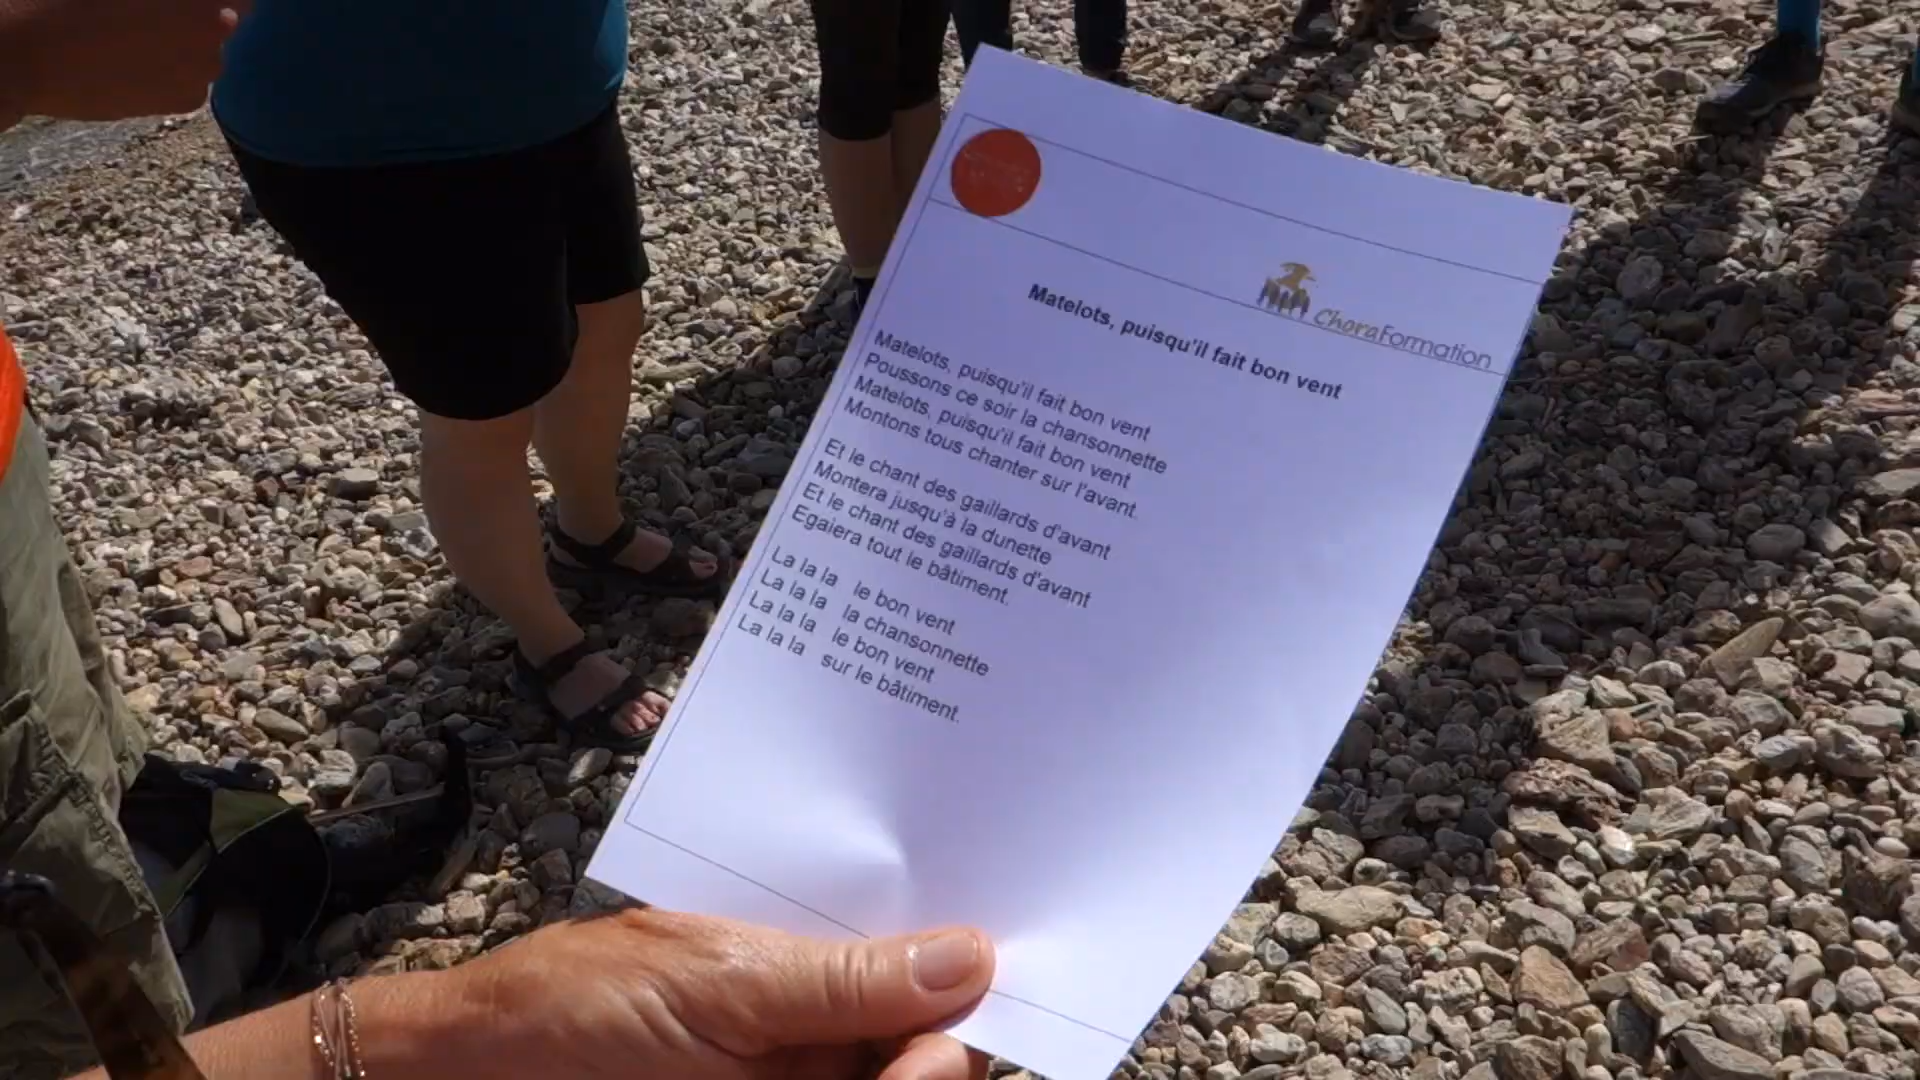 ChoraFormation
Matelots, puisqu'il fait bon vent
Matelots, puisqu'il fait bon vent
Poussons ce soir la chansonnette
Matelots, puisqu'il fait bon vent
Montons tous chanter sur l'avant.
Et le chant des gaillards d'avant
Montera jusqu'à la dunette
Et le chant des gaillards d'avant
Egaiera tout le bâtiment.
La la la le bon vent
La la la la chansonnette
La la la le bon vent
La la la sur le bâtiment.